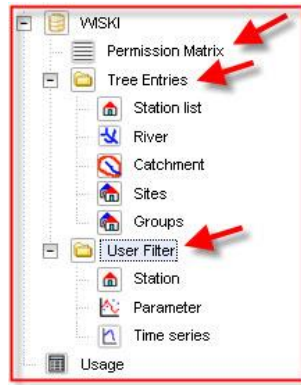 WISKI
Permission Matrix
Tree Entries
Station list
River
Catchment
Sites
Groups
User Filter
Station
Parameter
Time series
Usage